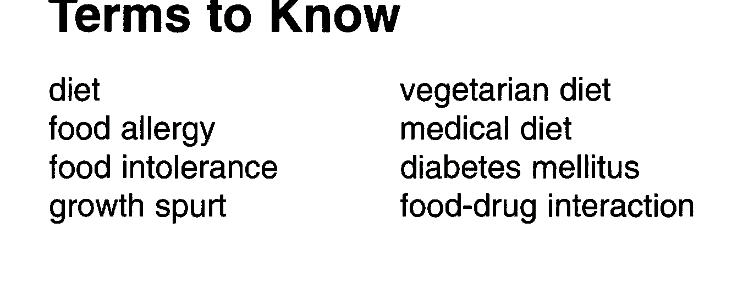 Terms to Know
diet
food allergy
food intolerance
growth spurt
vegetarian diet
medical diet
diabetes mellitus
food-drug interaction